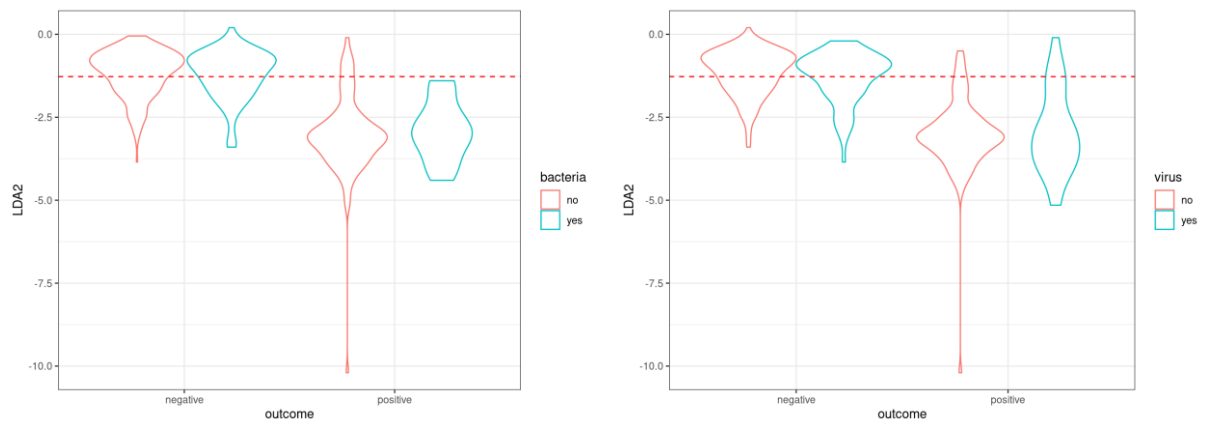 LDA2
0.0
-2.5
-5.0
-7.5
-10.0
negative
positive
outcome
bacteria
no
yes
LDA2
0.0
-2.5
-5.0
-7.5
-10.0
negative
positive
outcome
virus
no
yes